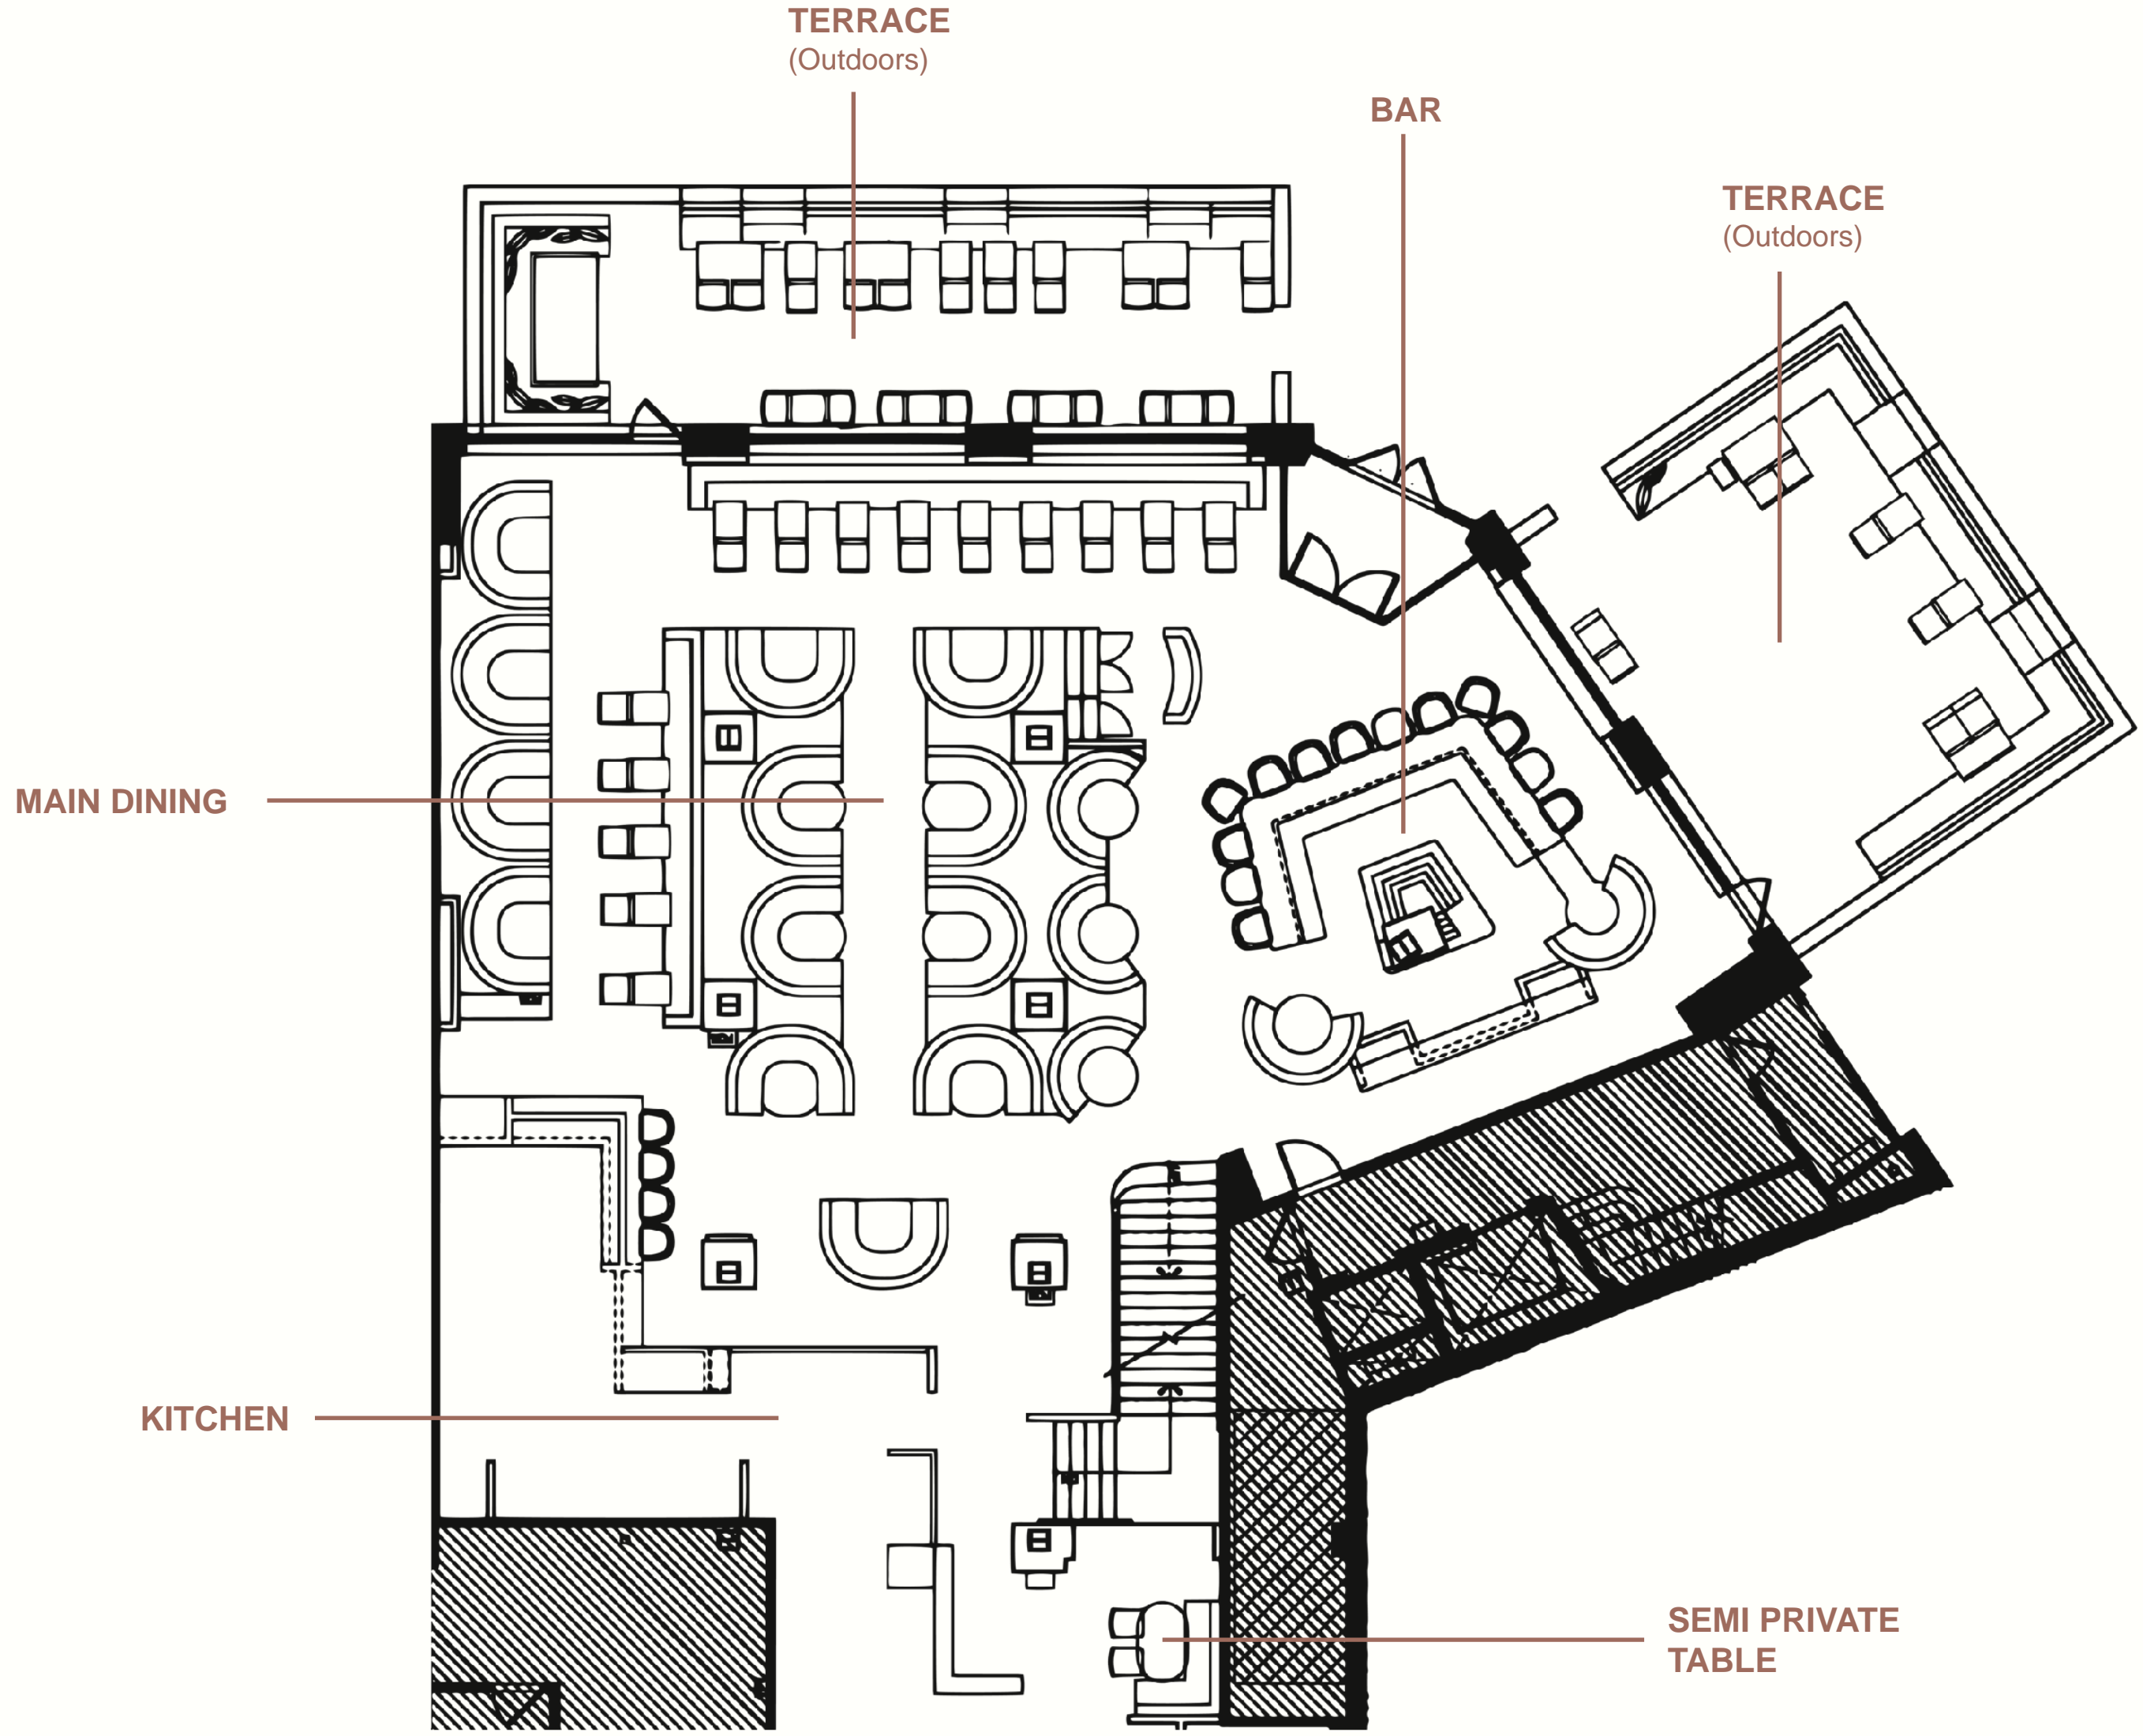 TERRACE
(Outdoors)
BAR
TERRACE
(Outdoors)
MAIN DINING
KITCHEN
SEMI PRIVATE
TABLE